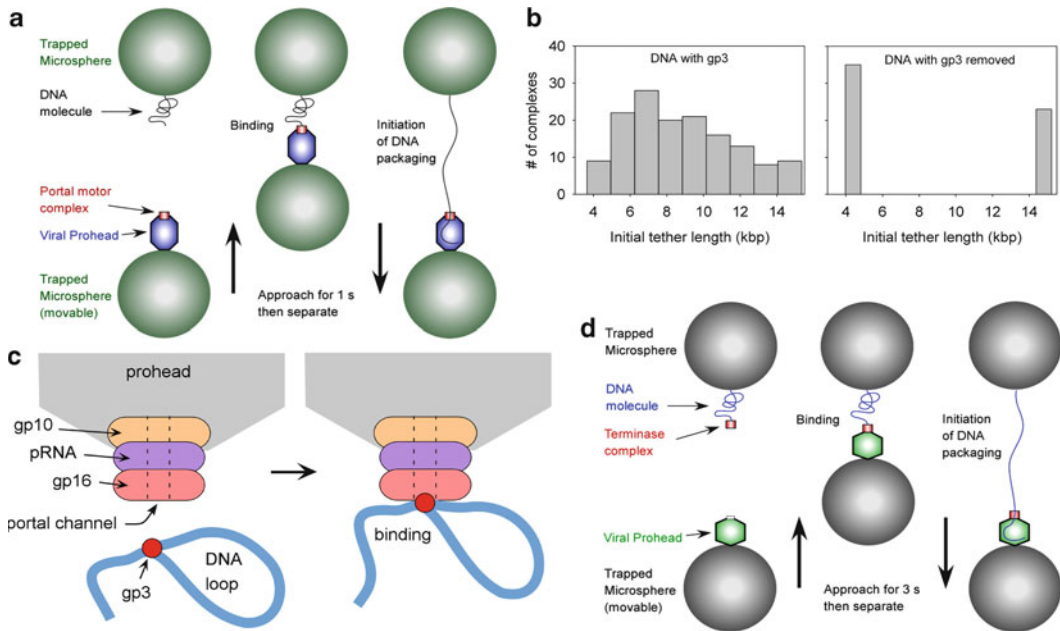 a
Trapped
Microsphere
DNA
molecule
Binding
Initiation
of DNA
packaging
Portal motor
complex
Viral Prohead
Trapped
Microsphere
(movable)
Approach for 1 s
then separate
b
# of complexes
40
30
20
10
0
DNA with gp3
4 6 8 10 12 14
Initial tether length (kbp)
DNA with gp3 removed
4 6 8 10 12 14
Initial tether length (kbp)
c
prohead
gp10
pRNA
gp16
portal channel
gp3
DNA
loop
binding
d
Trapped
Microsphere
DNA
molecule
Terminase
complex
Binding
Initiation
of DNA
packaging
Viral Prohead
Trapped
Microsphere
(movable)
Approach for 3 s
then separate